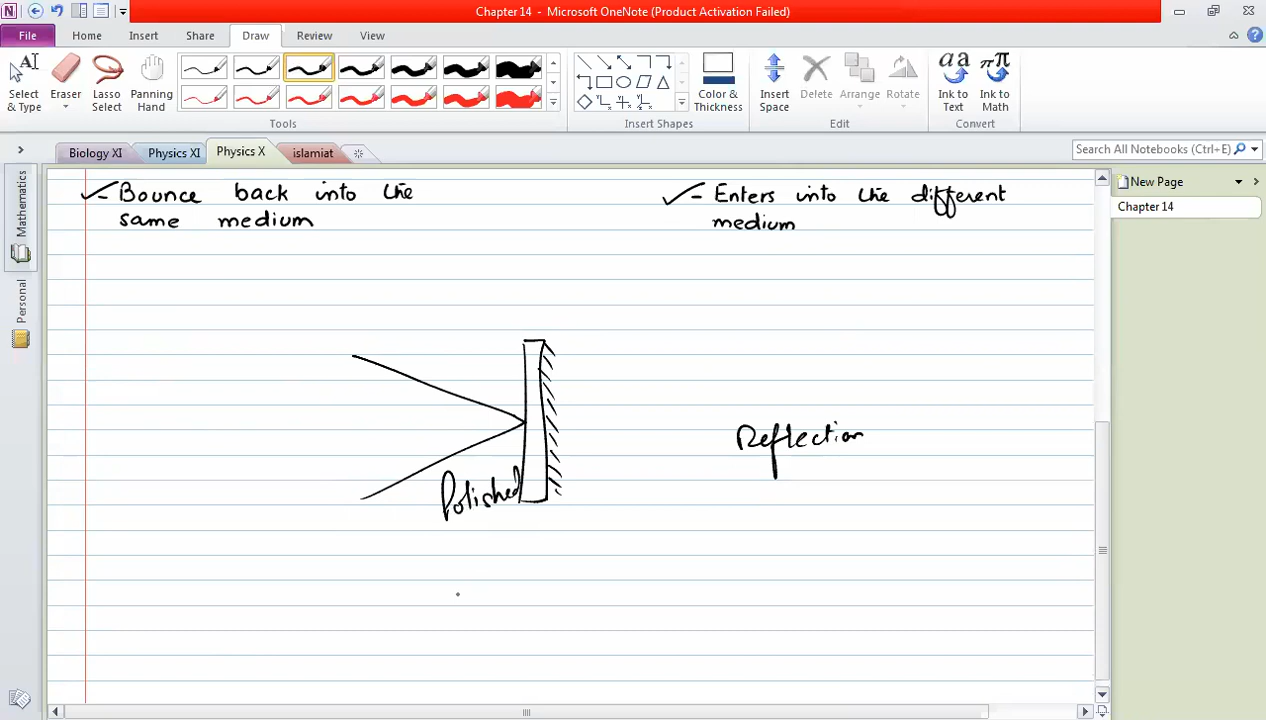 Chapter 14 - Microsoft OneNote (Product Activation Failed)
File Home Insert Share Draw Review View
Select & Type
Eraser
Lasso Select
Panning Hand
Color & Thickness
Insert Space
Delete
Arrange
Rotate
Ink to Text
Ink to Math
Tools
Insert Shapes
Edit
Convert
Biology XI
Physics XI
Physics X
islamiat
Search All Notebooks (Ctrl+E)
Mathematics
Personal
New Page
Chapter 14
- Bounce back into the
same medium
- Enters into the different
medium
Polished
Reflection